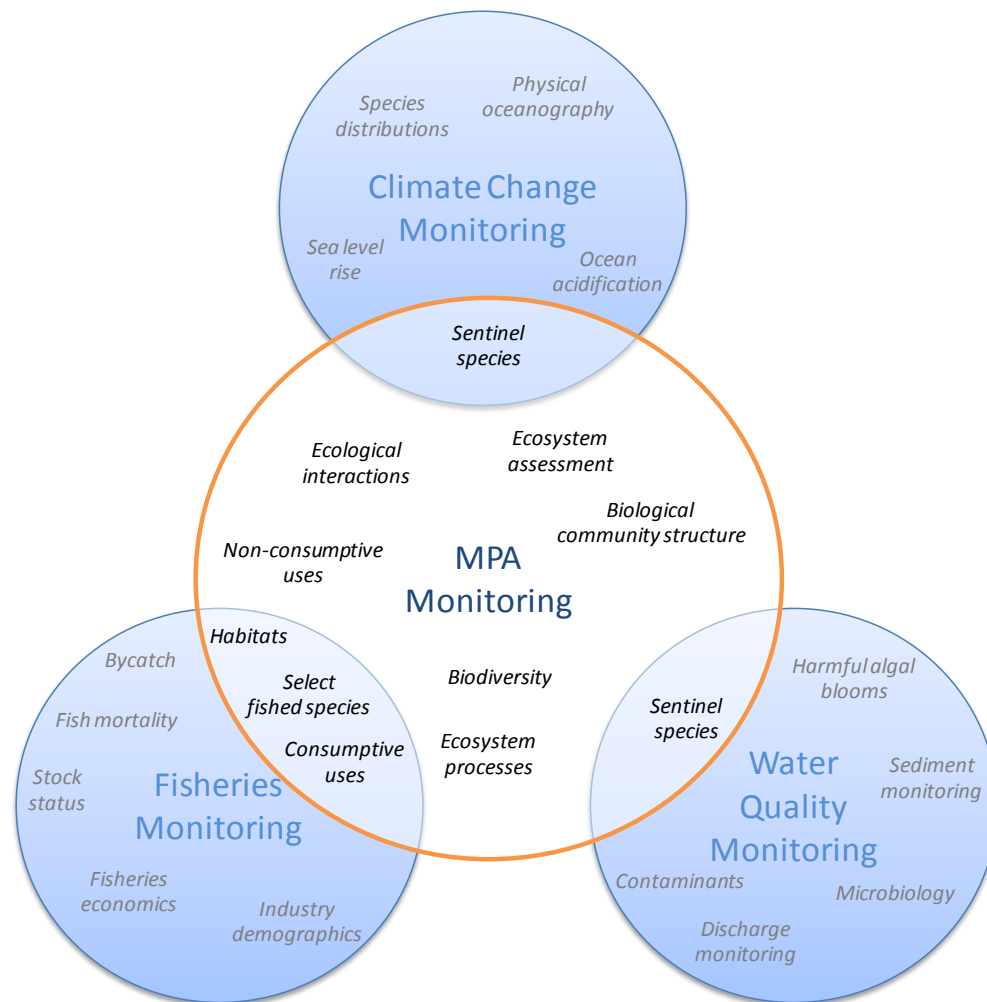 Physical
oceanography
Species
distributions
Climate Change
Monitoring
Sea level
rise
Ocean
acidification
Sentinel
species
Ecological
interactions
Ecosystem
assessment
Biological
community structure
Non-consumptive
uses
MPA
Monitoring
Habitats
Bycatch
Select
fished species
Biodiversity
Fish mortality
Consumptive
uses
Ecosystem
processes
Stock
status
Fisheries
Monitoring
Fisheries
economics
Industry
demographics
Harmful algal
blooms
Sentinel
species
Water
Quality
Monitoring
Sediment
monitoring
Contaminants
Microbiology
Discharge
monitoring